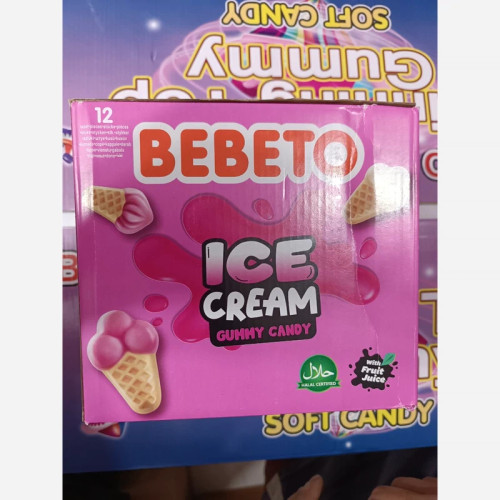 SOFT CANDY
Gummy
12
BEBETO
ICE
CREAM
GUMMY CANDY
حلال
HALAL CERTIFIED
With
Fruit
Juice
SOFT CANDY